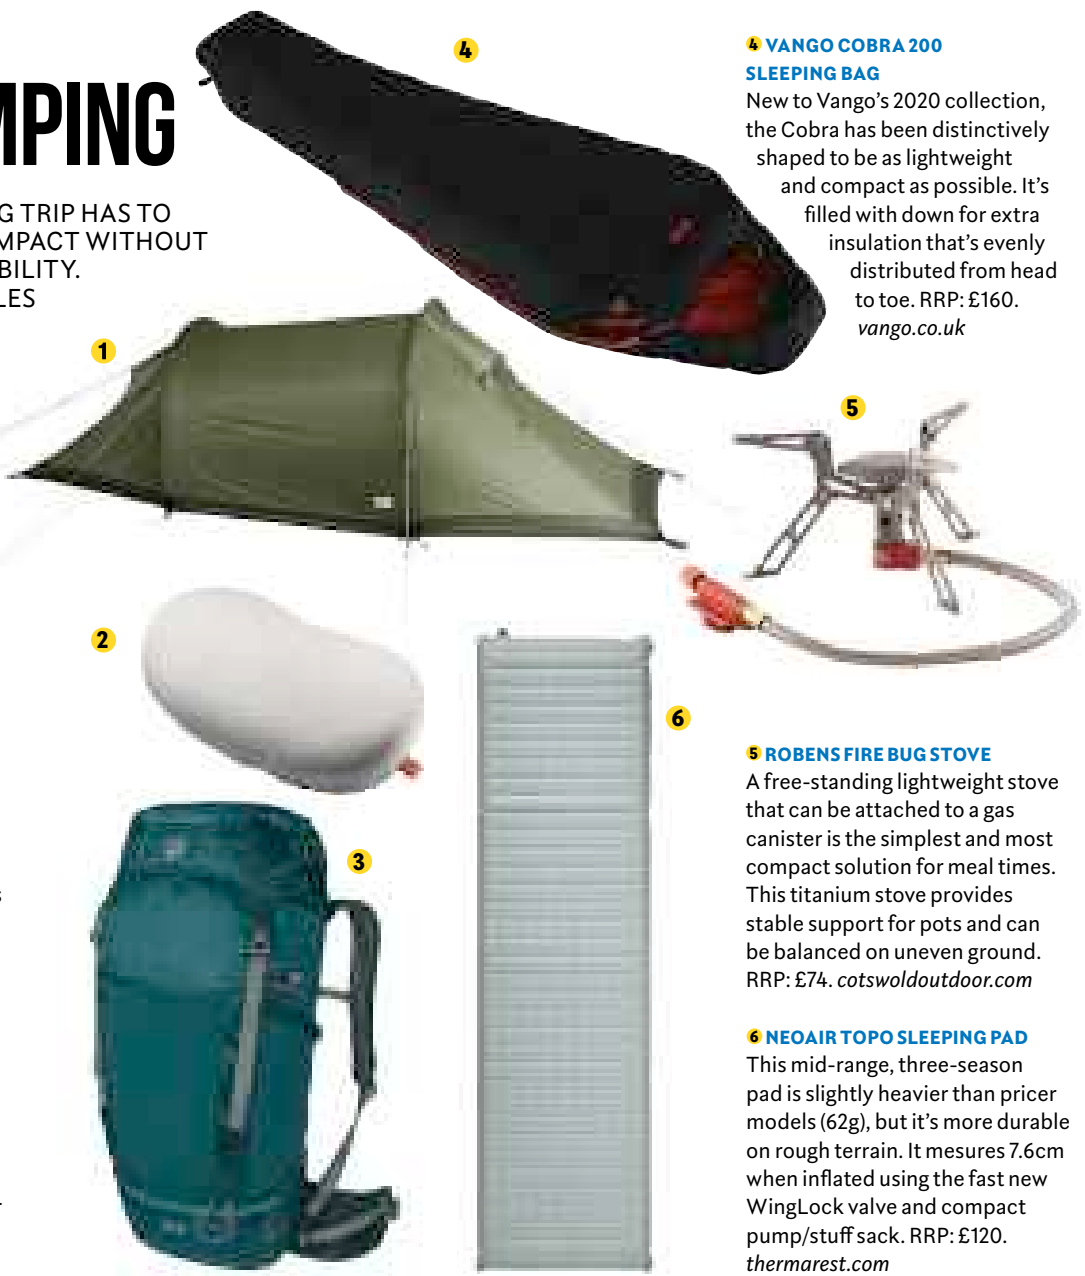 MPING
G TRIP HAS TO
MPACT WITHOUT
BILITY.
LES
4
1
5
2
6
3
4 VANGO COBRA 200
SLEEPING BAG
New to Vango's 2020 collection,
the Cobra has been distinctively
shaped to be as lightweight
and compact as possible. It's
filled with down for extra
insulation that's evenly
distributed from head
to toe. RRP: £160.
vango.co.uk
5 ROBENS FIRE BUG STOVE
A free-standing lightweight stove
that can be attached to a gas
canister is the simplest and most
compact solution for meal times.
This titanium stove provides
stable support for pots and can
be balanced on uneven ground.
RRP: £74. cotswoldoutdoor.com
6 NEOAIR TOPO SLEEPING PAD
This mid-range, three-season
pad is slightly heavier than pricer
models (62g), but it's more durable
on rough terrain. It mesures 7.6cm
when inflated using the fast new
WingLock valve and compact
pump/stuff sack. RRP: £120.
thermarest.com